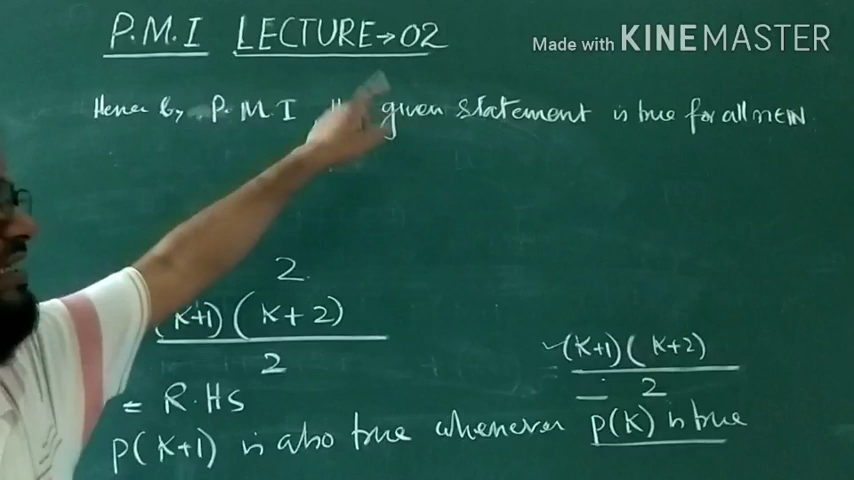 P.M.I LECTURE→02
Made with KINEMASTER
Hence by P.M.I given statement is true for all n∈N
2
(K+1)(K+2)
2
(K+1)(K+2)
2
= R.HS
P(K+1) is also true whenever P(K) is true